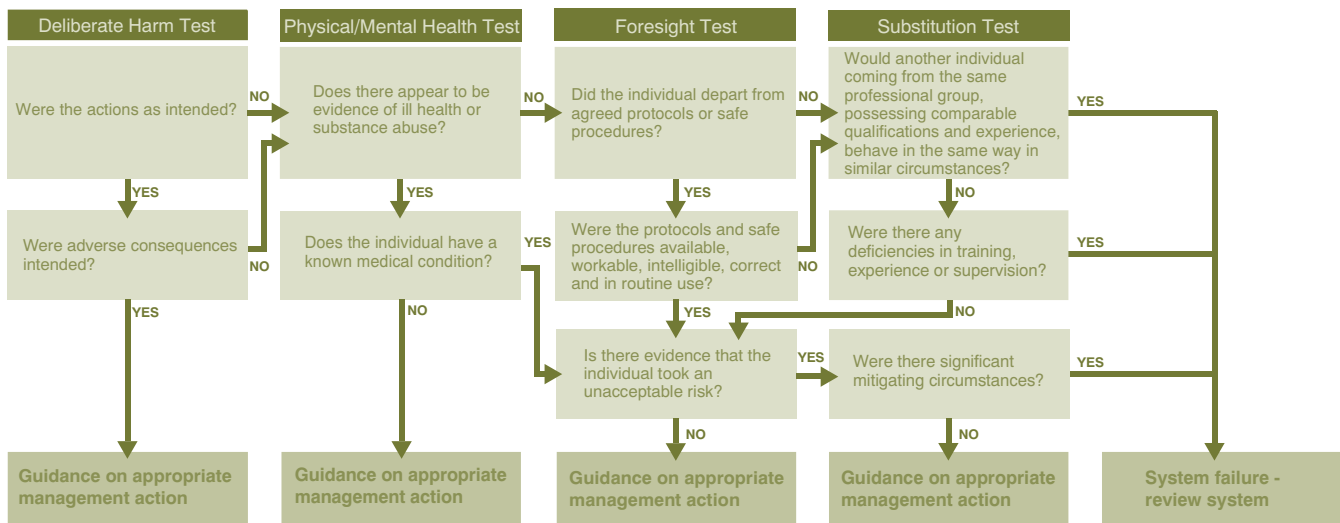 Deliberate Harm Test
Physical/Mental Health Test
Foresight Test
Substitution Test
Were the actions as intended?
NO
Does there appear to be
evidence of ill health or
substance abuse?
NO
Did the individual depart from
agreed protocols or safe
procedures?
NO
Would another individual
coming from the same
professional group,
possessing comparable
qualifications and experience,
behave in the same way in
similar circumstances?
YES
YES
YES
YES
NO
Were adverse consequences
intended?
NO
Does the individual have a
known medical condition?
YES
Were the protocols and safe
procedures available,
workable, intelligible, correct
and in routine use?
NO
Were there any
deficiencies in training,
experience or supervision?
YES
YES
NO
YES
NO
Is there evidence that the
individual took an
unacceptable risk?
YES
Were there significant
mitigating circumstances?
YES
NO
NO
Guidance on appropriate
management action
Guidance on appropriate
management action
Guidance on appropriate
management action
Guidance on appropriate
management action
System failure -
review system